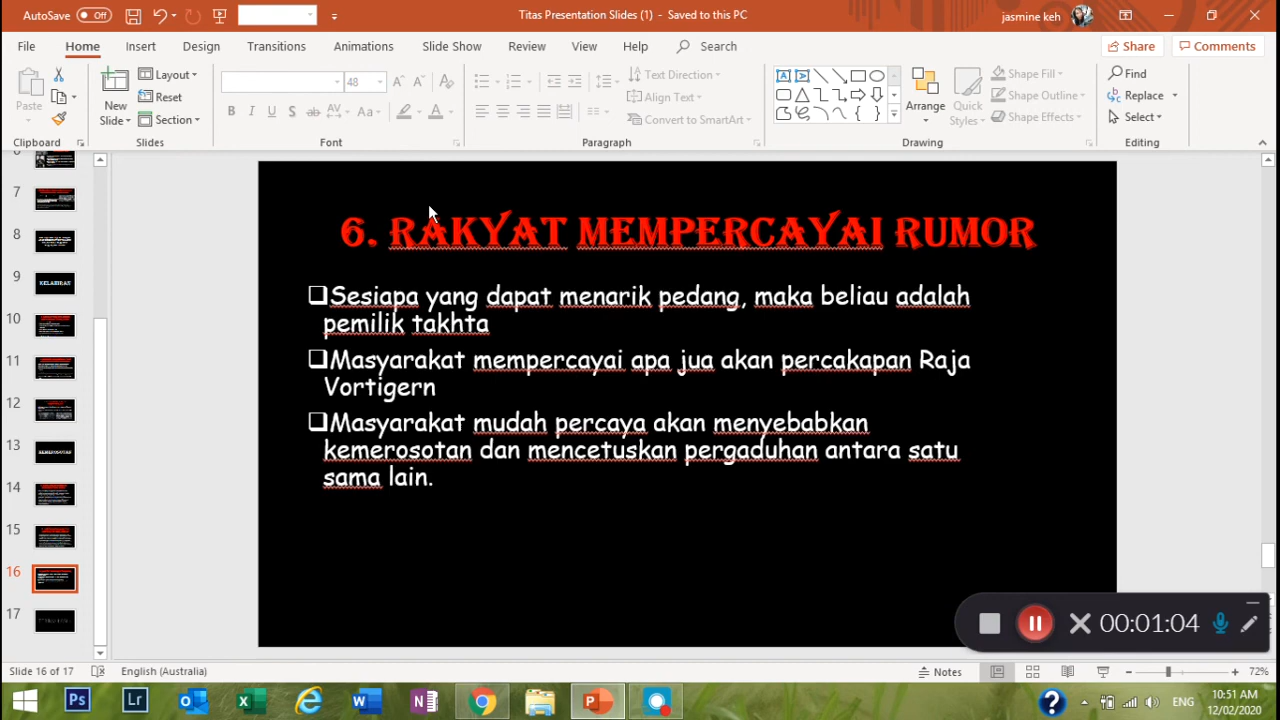 AutoSave Off Titas Presentation Slides (1) - Saved to this PC jasmine keh
File Home Insert Design Transitions Animations Slide Show Review View Help Search Share Comments
Paste New Slide Layout Reset Section
48
B I U S ab AV Aa A
Text Direction Align Text Convert to SmartArt
Arrange Quick Styles Shape Fill Shape Outline Shape Effects
Find Replace Select
Clipboard Slides Font Paragraph Drawing Editing
7
8
9
KELAIRAS
10
11
12
13
14
15
16
17
6. RAKYAT MEMPERCAYAI RUMOR
Sesiapa yang dapat menarik pedang, maka beliau adalah
pemilik takhta
Masyarakat mempercayai apa jua akan percakapan Raja
Vortigern
Masyarakat mudah percaya akan menyebabkan
kemerosotan dan mencetuskan pergaduhan antara satu
sama lain.
00:01:04
Slide 16 of 17 English (Australia) Notes 72%
Ps Lr ENG 10:51 AM
12/02/2020